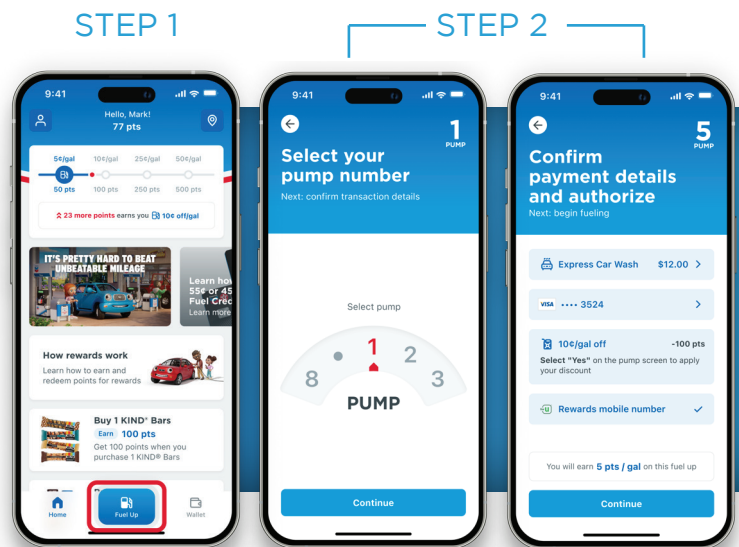 STEP 1
STEP 2
9:41
Hello, Mark!
77 pts
5¢/gal 10¢/gal 25¢/gal 50¢/gal
50 pts 100 pts 250 pts 500 pts
23 more points earns you 10¢ off/gal
IT'S PRETTY HARD TO BEAT
UNBEATABLE MILEAGE
Learn how
55¢ or 45
Fuel Cred
Learn more
How rewards work
Learn how to earn and
redeem points for rewards
Buy 1 KIND® Bars
Earn 100 pts
Get 100 points when you
purchase 1 KIND® Bars
Home
Fuel Up
Wallet
9:41
1
PUMP
Select your
pump number
Next: confirm transaction details
Select pump
8 1 2 3
PUMP
Continue
9:41
5
PUMP
Confirm
payment details
and authorize
Next: begin fueling
Express Car Wash $12.00
VISA •••• 3524
10¢/gal off -100 pts
Select "Yes" on the pump screen to apply
your discount
Rewards mobile number
You will earn 5 pts / gal on this fuel up
Continue